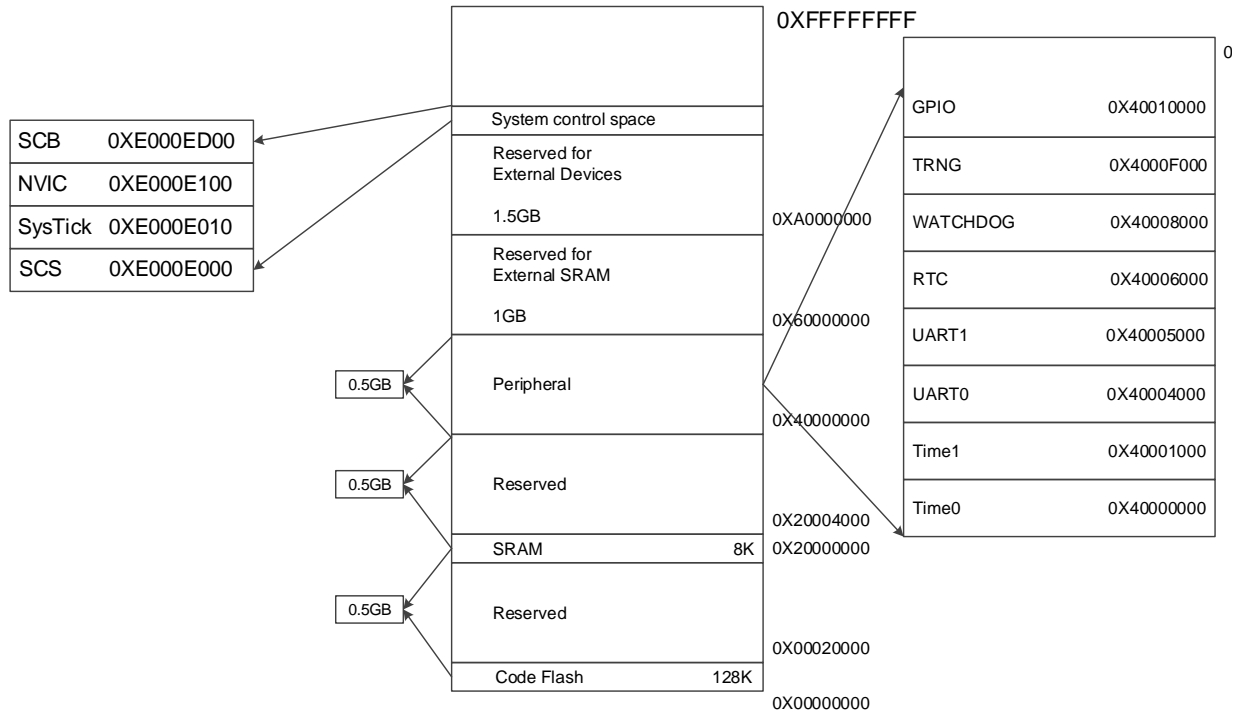 0XFFFFFFFF
System control space
Reserved for
External Devices
1.5GB
0XA0000000
Reserved for
External SRAM
1GB
0X60000000
0.5GB
Peripheral
0X40000000
0.5GB
Reserved
0X20004000
SRAM 8K 0X20000000
0.5GB
Reserved
0X00020000
Code Flash 128K
0X00000000
SCB 0XE000ED00
NVIC 0XE000E100
SysTick 0XE000E010
SCS 0XE000E000
0
GPIO 0X40010000
TRNG 0X4000F000
WATCHDOG 0X40008000
RTC 0X40006000
UART1 0X40005000
UART0 0X40004000
Time1 0X40001000
Time0 0X40000000